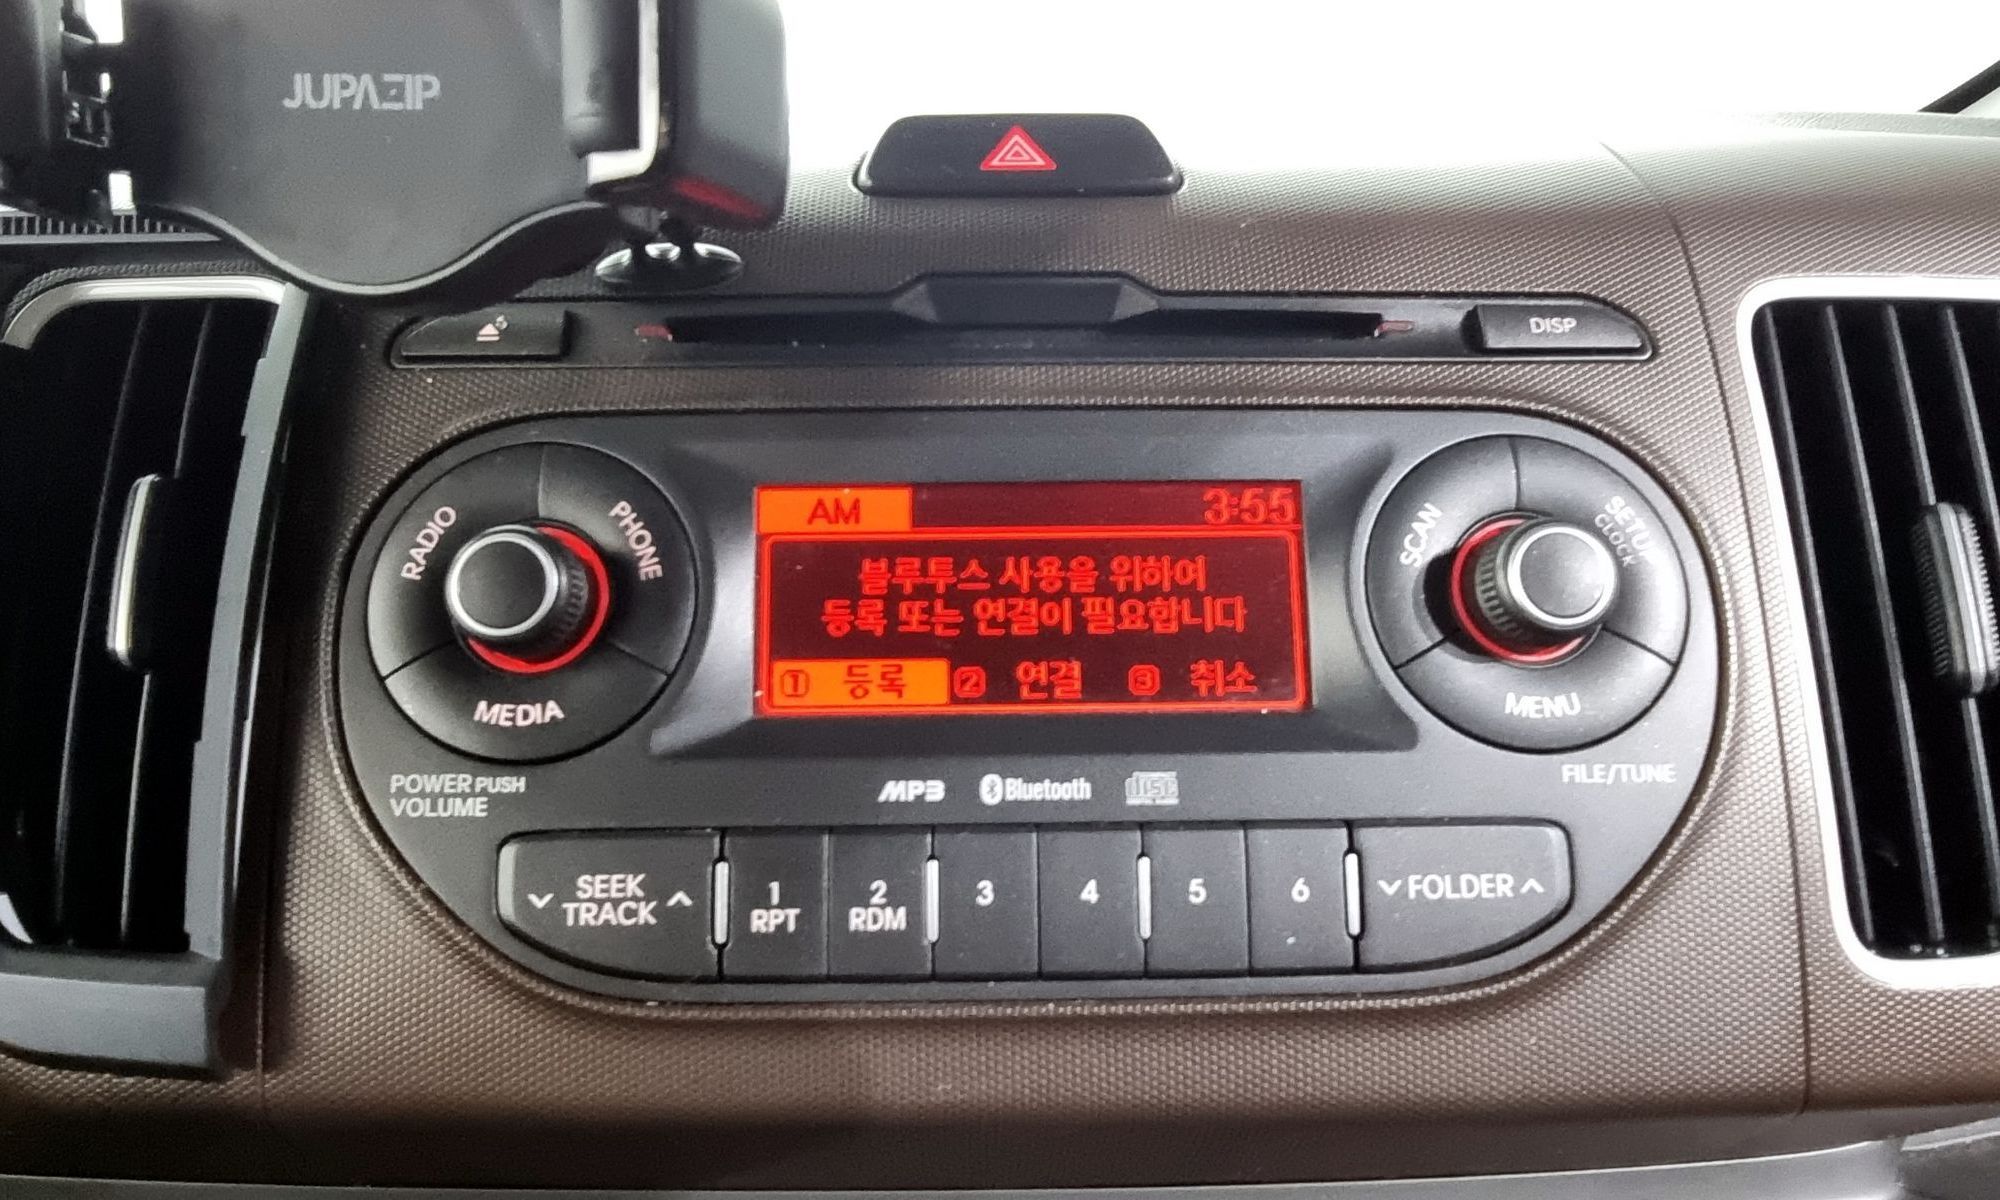 JUPAZIP
DISP
AM 3:55
블루투스 사용을 위하여
등록 또는 연결이 필요합니다
1 등록 2 연결 3 취소
RADIO
PHONE
MEDIA
SCAN
SETUP
CLOCK
MENU
POWER PUSH
VOLUME
FILE/TUNE
MP3 Bluetooth disc
DIGITAL AUDIO
SEEK
TRACK
1
RPT
2
RDM
3
4
5
6
FOLDER